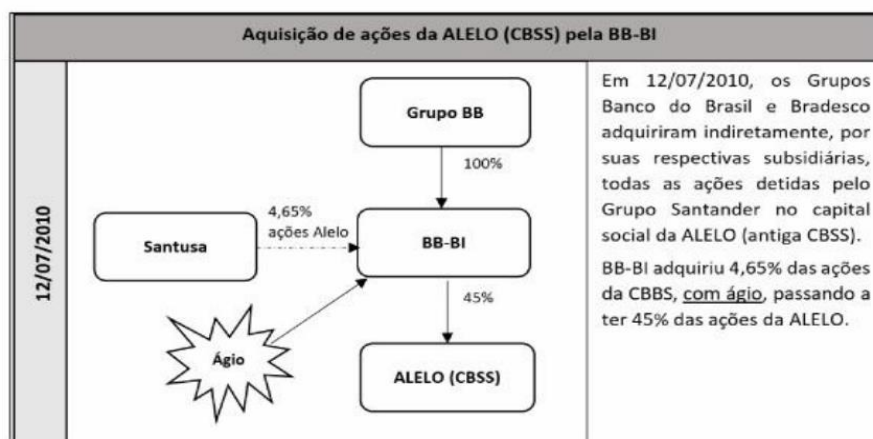 Aquisição de ações da ALELO (CBSS) pela BB-BI
12/07/2010
Grupo BB
100%
4,65%
ações Alelo
Santusa
BB-BI
45%
Ágio
ALELO (CBSS)
Em 12/07/2010, os Grupos
Banco do Brasil e Bradesco
adquiriram indiretamente, por
suas respectivas subsidiárias,
todas as ações detidas pelo
Grupo Santander no capital
social da ALELO (antiga CBSS).
BB-BI adquiriu 4,65% das ações
da CBBS, com ágio, passando a
ter 45% das ações da ALELO.